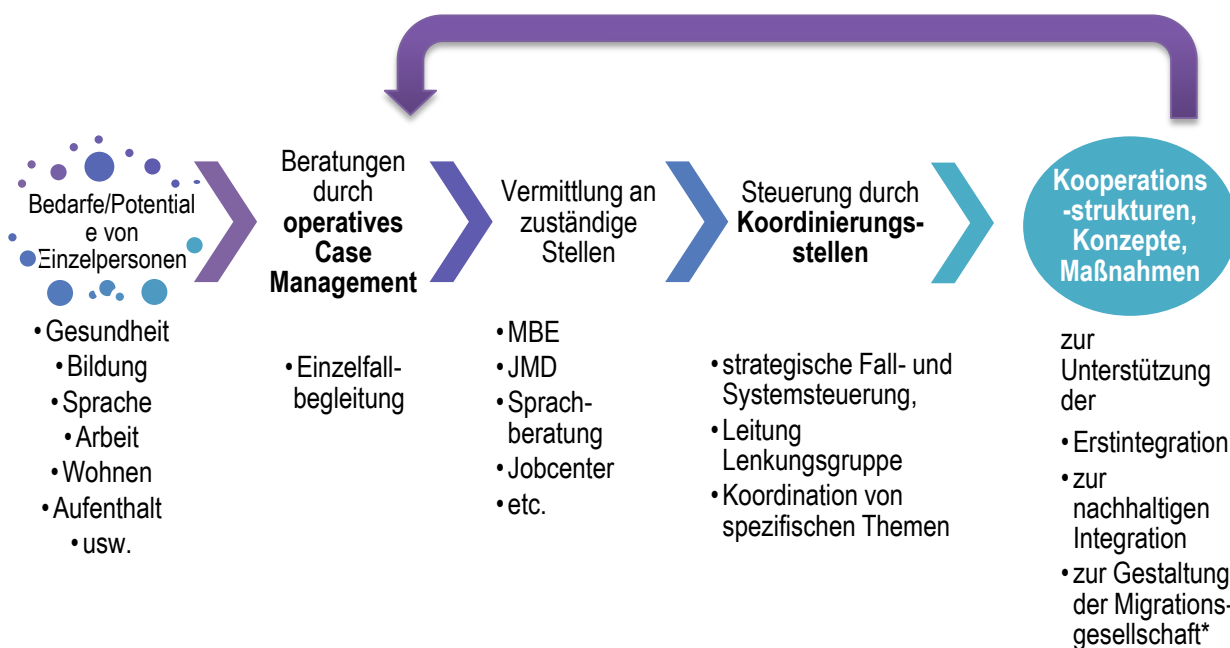 Bedarfe/Potential
e von
Einzelpersonen
• Gesundheit
• Bildung
• Sprache
• Arbeit
• Wohnen
• Aufenthalt
• usw.
Beratungen
durch
operatives
Case
Management
• Einzelfall-
begleitung
Vermittlung an
zuständige
Stellen
• MBE
• JMD
• Sprach-
beratung
• Jobcenter
• etc.
Steuerung durch
Koordinierungs-
stellen
• strategische Fall- und
Systemsteuerung,
• Leitung
Lenkungsgruppe
• Koordination von
spezifischen Themen
Kooperations
-strukturen,
Konzepte,
Maßnahmen
zur
Unterstützung
der
• Erstintegration
• zur
nachhaltigen
Integration
• zur Gestaltung
der Migrations-
gesellschaft*